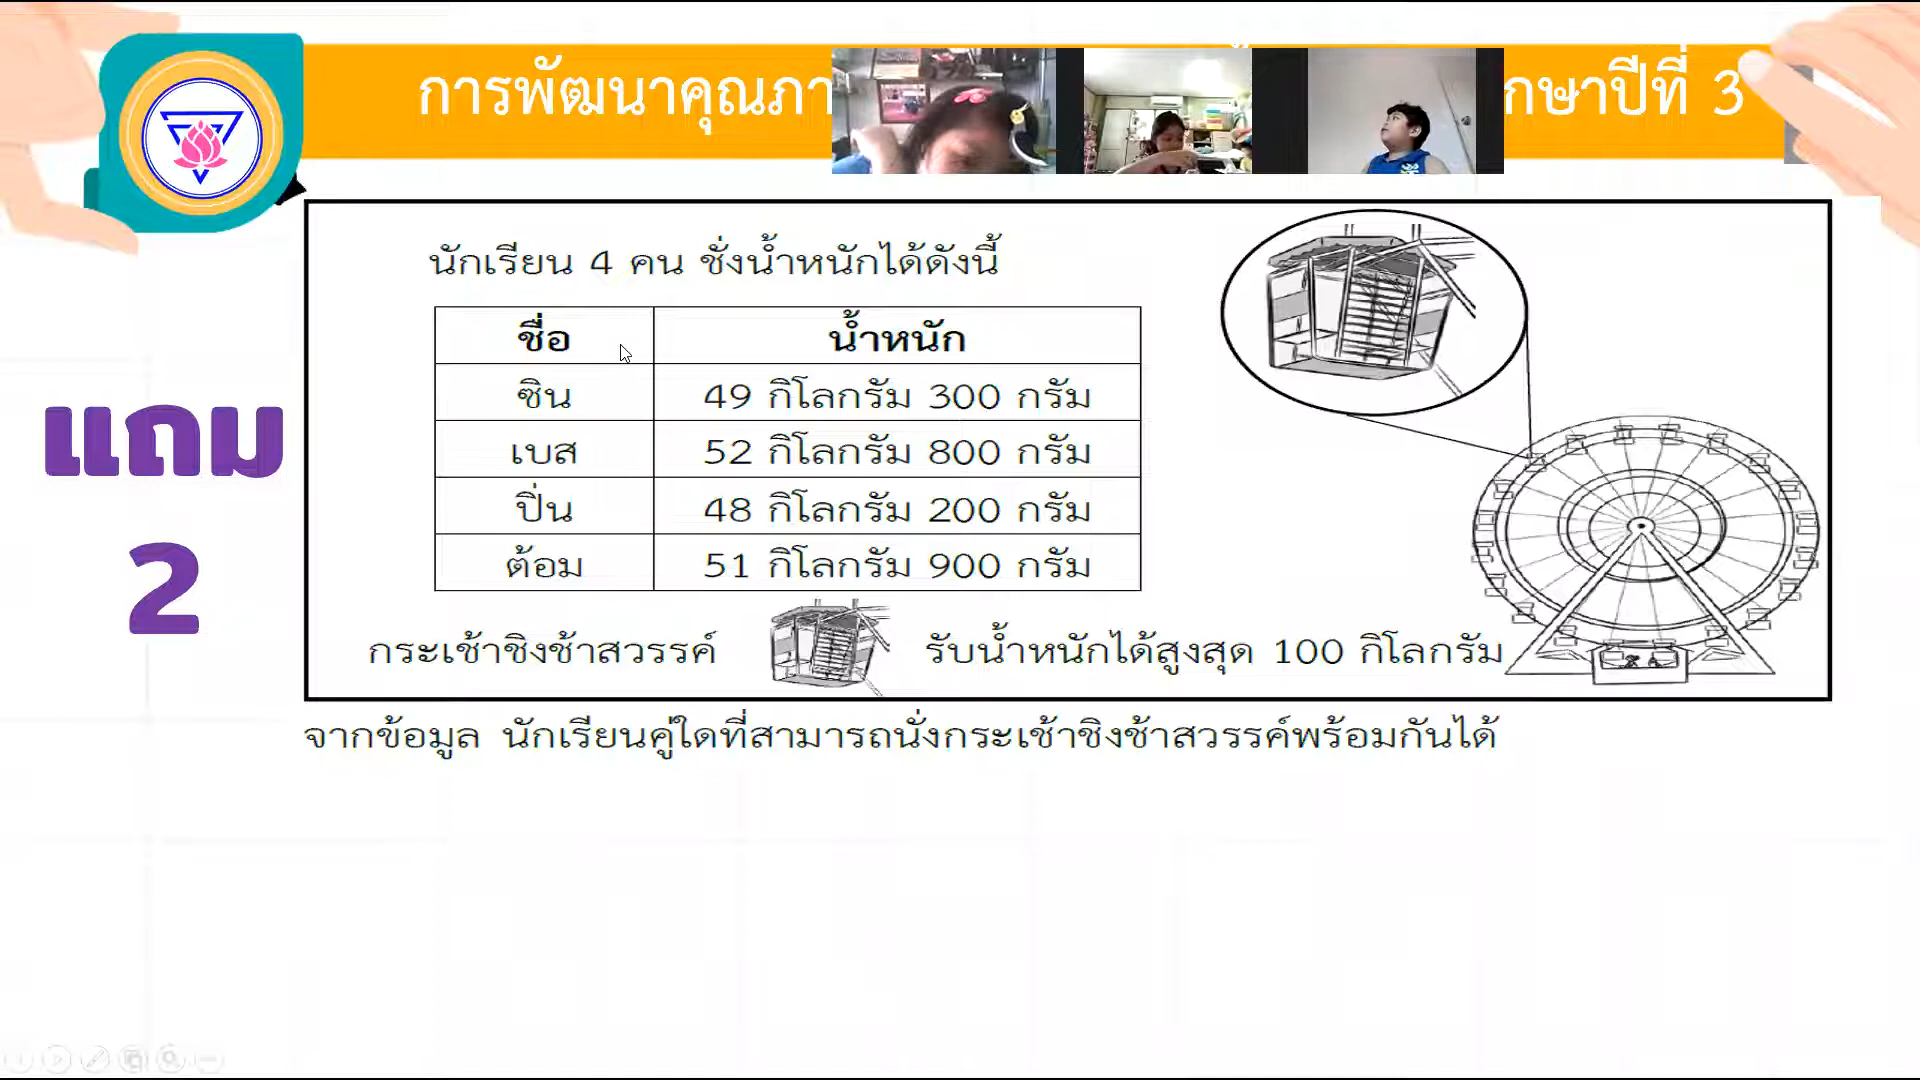 การพัฒนาคุณภา
กษาปีที่ 3
นักเรียน 4 คน ชั่งน้ำหนักได้ดังนี้
ชื่อ น้ำหนัก
ซิน 49 กิโลกรัม 300 กรัม
เบส 52 กิโลกรัม 800 กรัม
ปิ่น 48 กิโลกรัม 200 กรัม
ต้อม 51 กิโลกรัม 900 กรัม
กระเช้าชิงช้าสวรรค์ รับน้ำหนักได้สูงสุด 100 กิโลกรัม
แถม
2
จากข้อมูล นักเรียนคู่ใดที่สามารถนั่งกระเช้าชิงช้าสวรรค์พร้อมกันได้